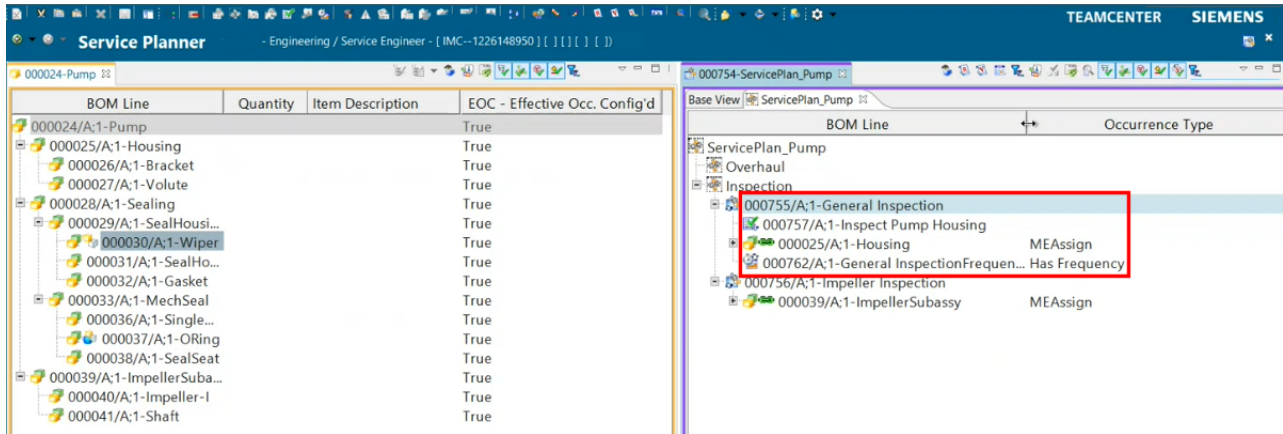 TEAMCENTER SIEMENS
Service Planner - Engineering / Service Engineer - [ IMC--1226148950 ] [ ] [ ] [ ] [ ])
000024-Pump
BOM Line Quantity Item Description EOC - Effective Occ. Config'd
000024/A;1-Pump True
000025/A;1-Housing True
000026/A;1-Bracket True
000027/A;1-Volute True
000028/A;1-Sealing True
000029/A;1-SealHousi... True
000030/A;1-Wiper True
000031/A;1-SealHo... True
000032/A;1-Gasket True
000033/A;1-MechSeal True
000036/A;1-Single... True
000037/A;1-ORing True
000038/A;1-SealSeat True
000039/A;1-ImpellerSuba... True
000040/A;1-Impeller-I True
000041/A;1-Shaft True
000754-ServicePlan_Pump
Base View ServicePlan_Pump
BOM Line Occurrence Type
ServicePlan_Pump
Overhaul
Inspection
000755/A;1-General Inspection
000757/A;1-Inspect Pump Housing
000025/A;1-Housing MEAssign
000762/A;1-General InspectionFrequen... Has Frequency
000756/A;1-Impeller Inspection
000039/A;1-ImpellerSubassy MEAssign